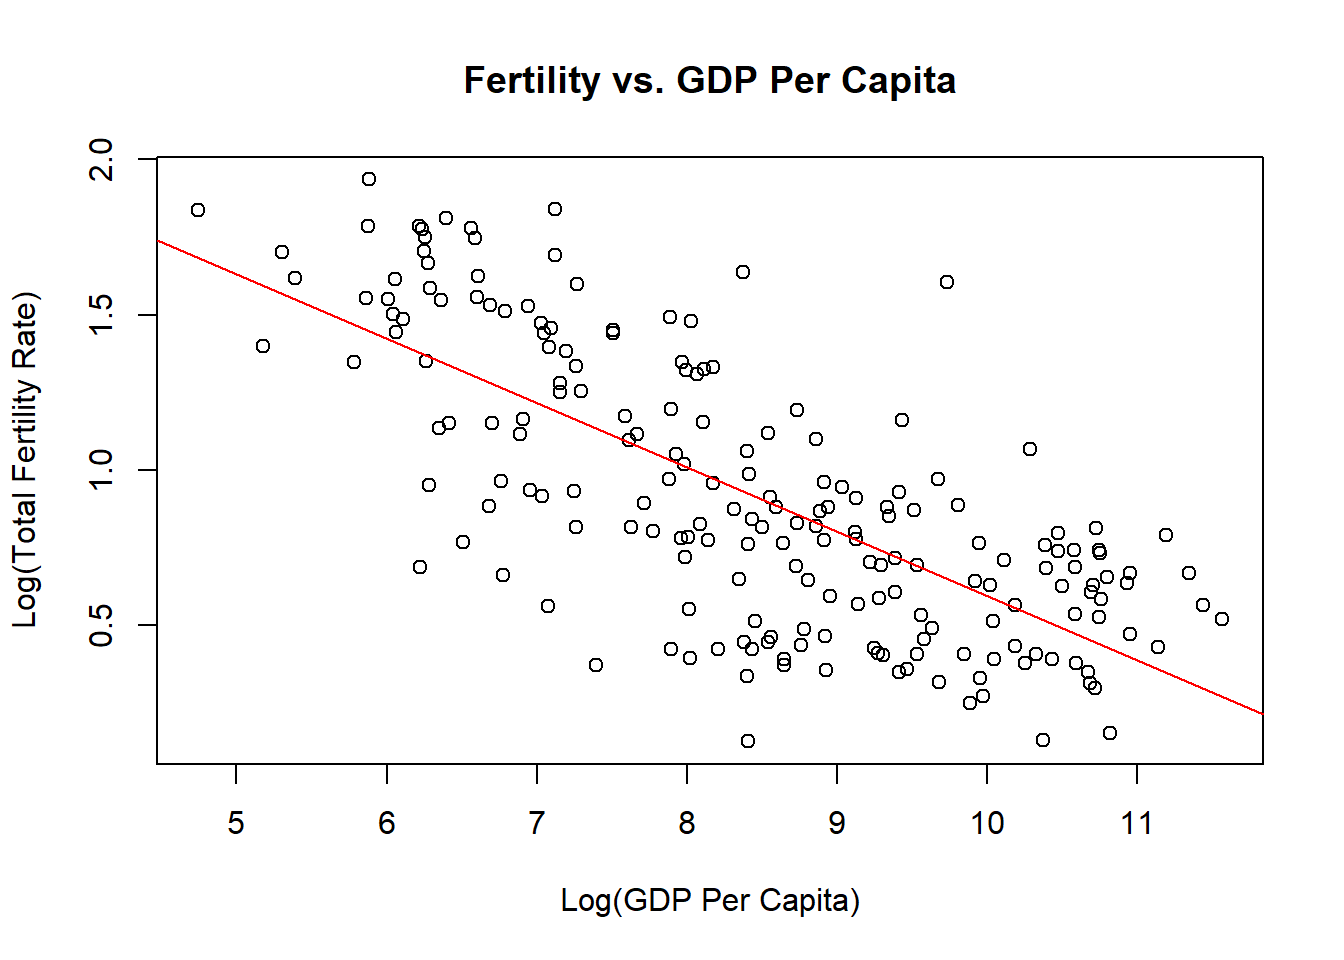 Fertility vs. GDP Per Capita
Log(Total Fertility Rate)
2.0
1.5
1.0
0.5
5 6 7 8 9 10 11
Log(GDP Per Capita)